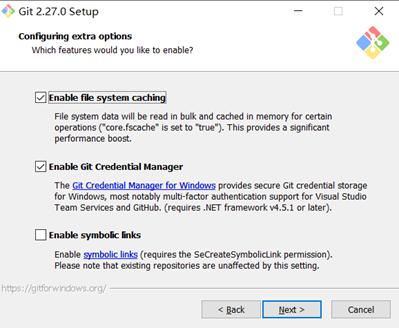 Git 2.27.0 Setup
Configuring extra options
Which features would you like to enable?
Enable file system caching
File system data will be read in bulk and cached in memory for certain
operations ("core.fscache" is set to "true"). This provides a significant
performance boost.
Enable Git Credential Manager
The Git Credential Manager for Windows provides secure Git credential storage
for Windows, most notably multi-factor authentication support for Visual Studio
Team Services and GitHub. (requires .NET framework v4.5.1 or later).
Enable symbolic links
Enable symbolic links (requires the SeCreateSymbolicLink permission).
Please note that existing repositories are unaffected by this setting.
https://gitforwindows.org/
< Back Next > Cancel